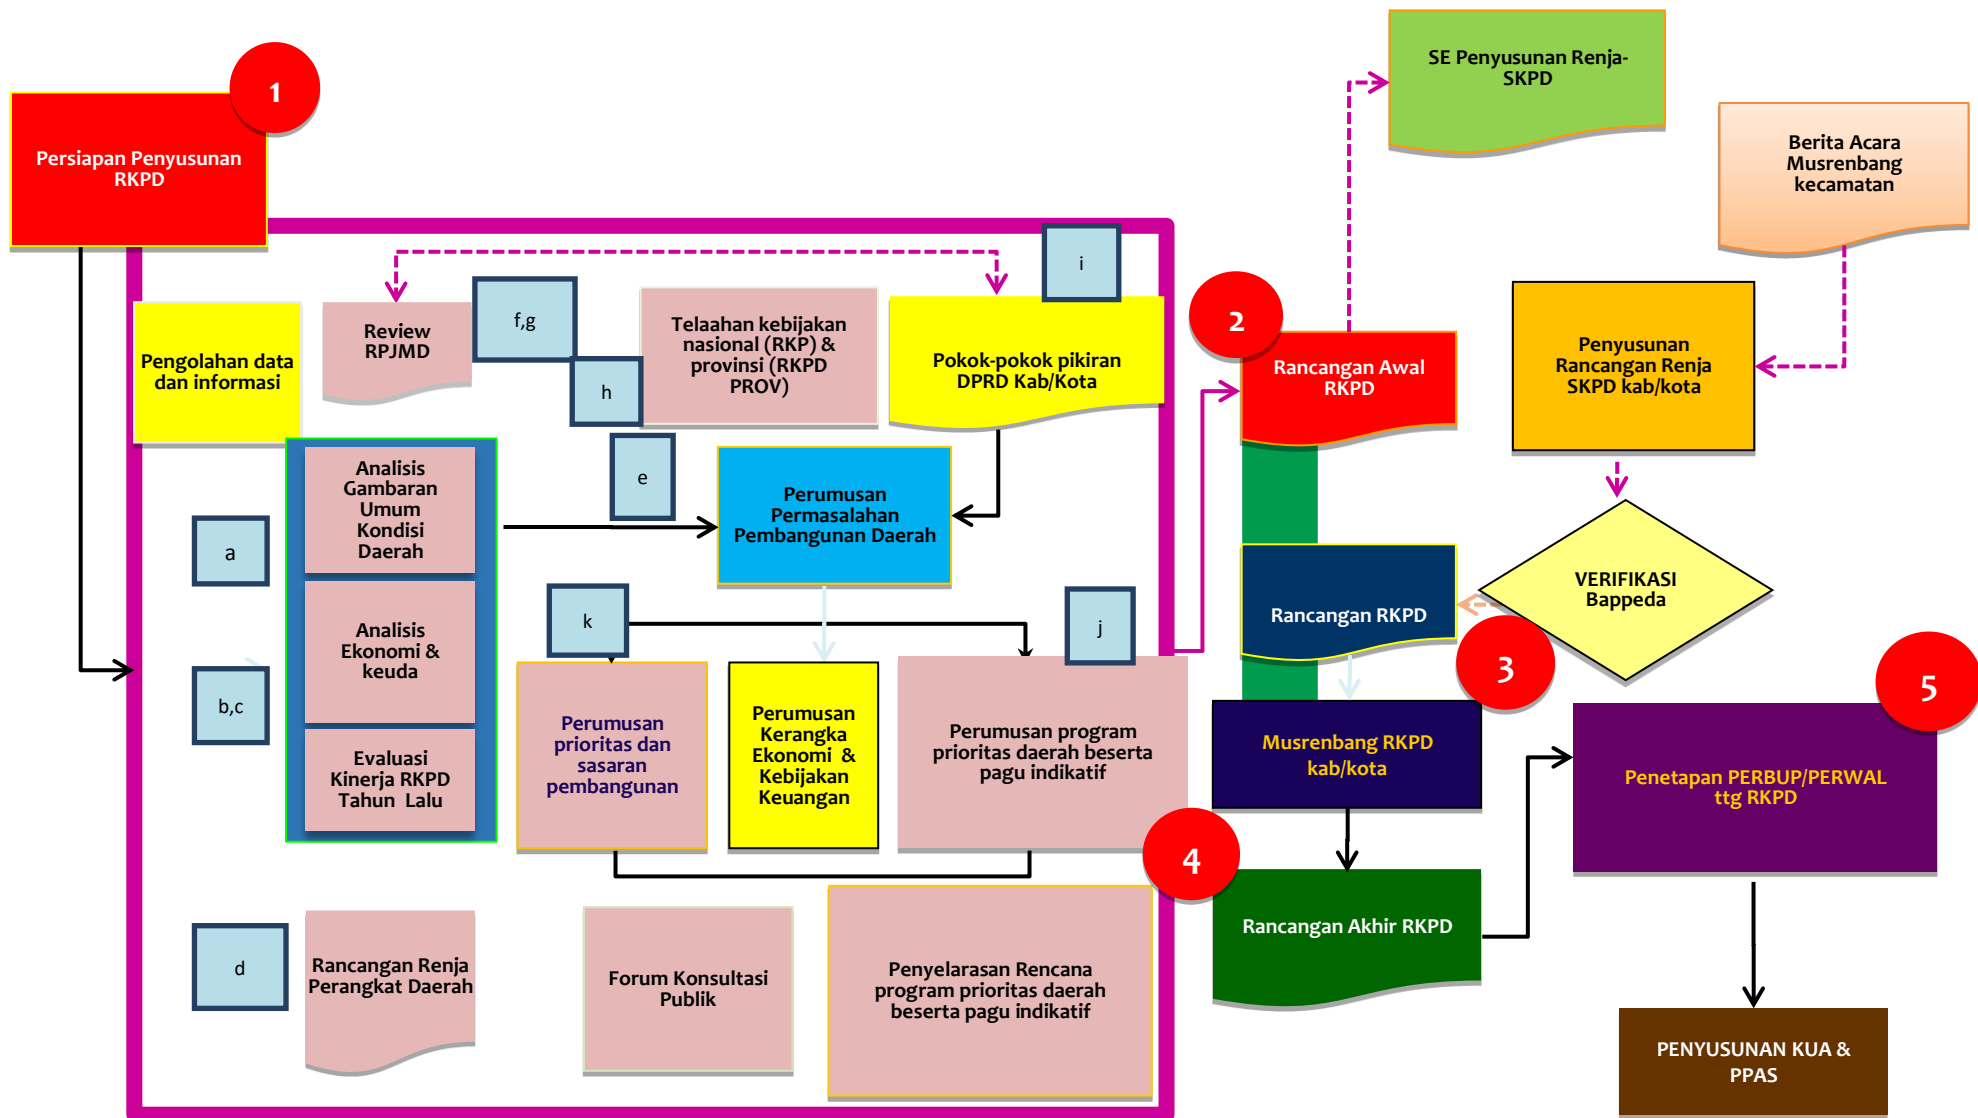 1
Persiapan Penyusunan
RKPD
SE Penyusunan Renja-
SKPD
Berita Acara
Musrenbang
kecamatan
i
Pengolahan data
dan informasi
Review
RPJMD
f,g
h
Telaahan kebijakan
nasional (RKP) &
provinsi (RKPD
PROV)
Pokok-pokok pikiran
DPRD Kab/Kota
2
Rancangan Awal
RKPD
Penyusunan
Rancangan Renja
SKPD kab/kota
a
Analisis
Gambaran
Umum
Kondisi
Daerah
e
Perumusan
Permasalahan
Pembangunan Daerah
Rancangan RKPD
VERIFIKASI
Bappeda
3
b,c
Analisis
Ekonomi &
keuda
Evaluasi
Kinerja RKPD
Tahun Lalu
k
j
Perumusan
prioritas dan
sasaran
pembangunan
Perumusan
Kerangka
Ekonomi &
Kebijakan
Keuangan
Perumusan program
prioritas daerah beserta
pagu indikatif
Musrenbang RKPD
kab/kota
5
Penetapan PERBUP/PERWAL
ttg RKPD
4
Rancangan Akhir RKPD
d
Rancangan Renja
Perangkat Daerah
Forum Konsultasi
Publik
Penyelarasan Rencana
program prioritas daerah
beserta pagu indikatif
PENYUSUNAN KUA &
PPAS